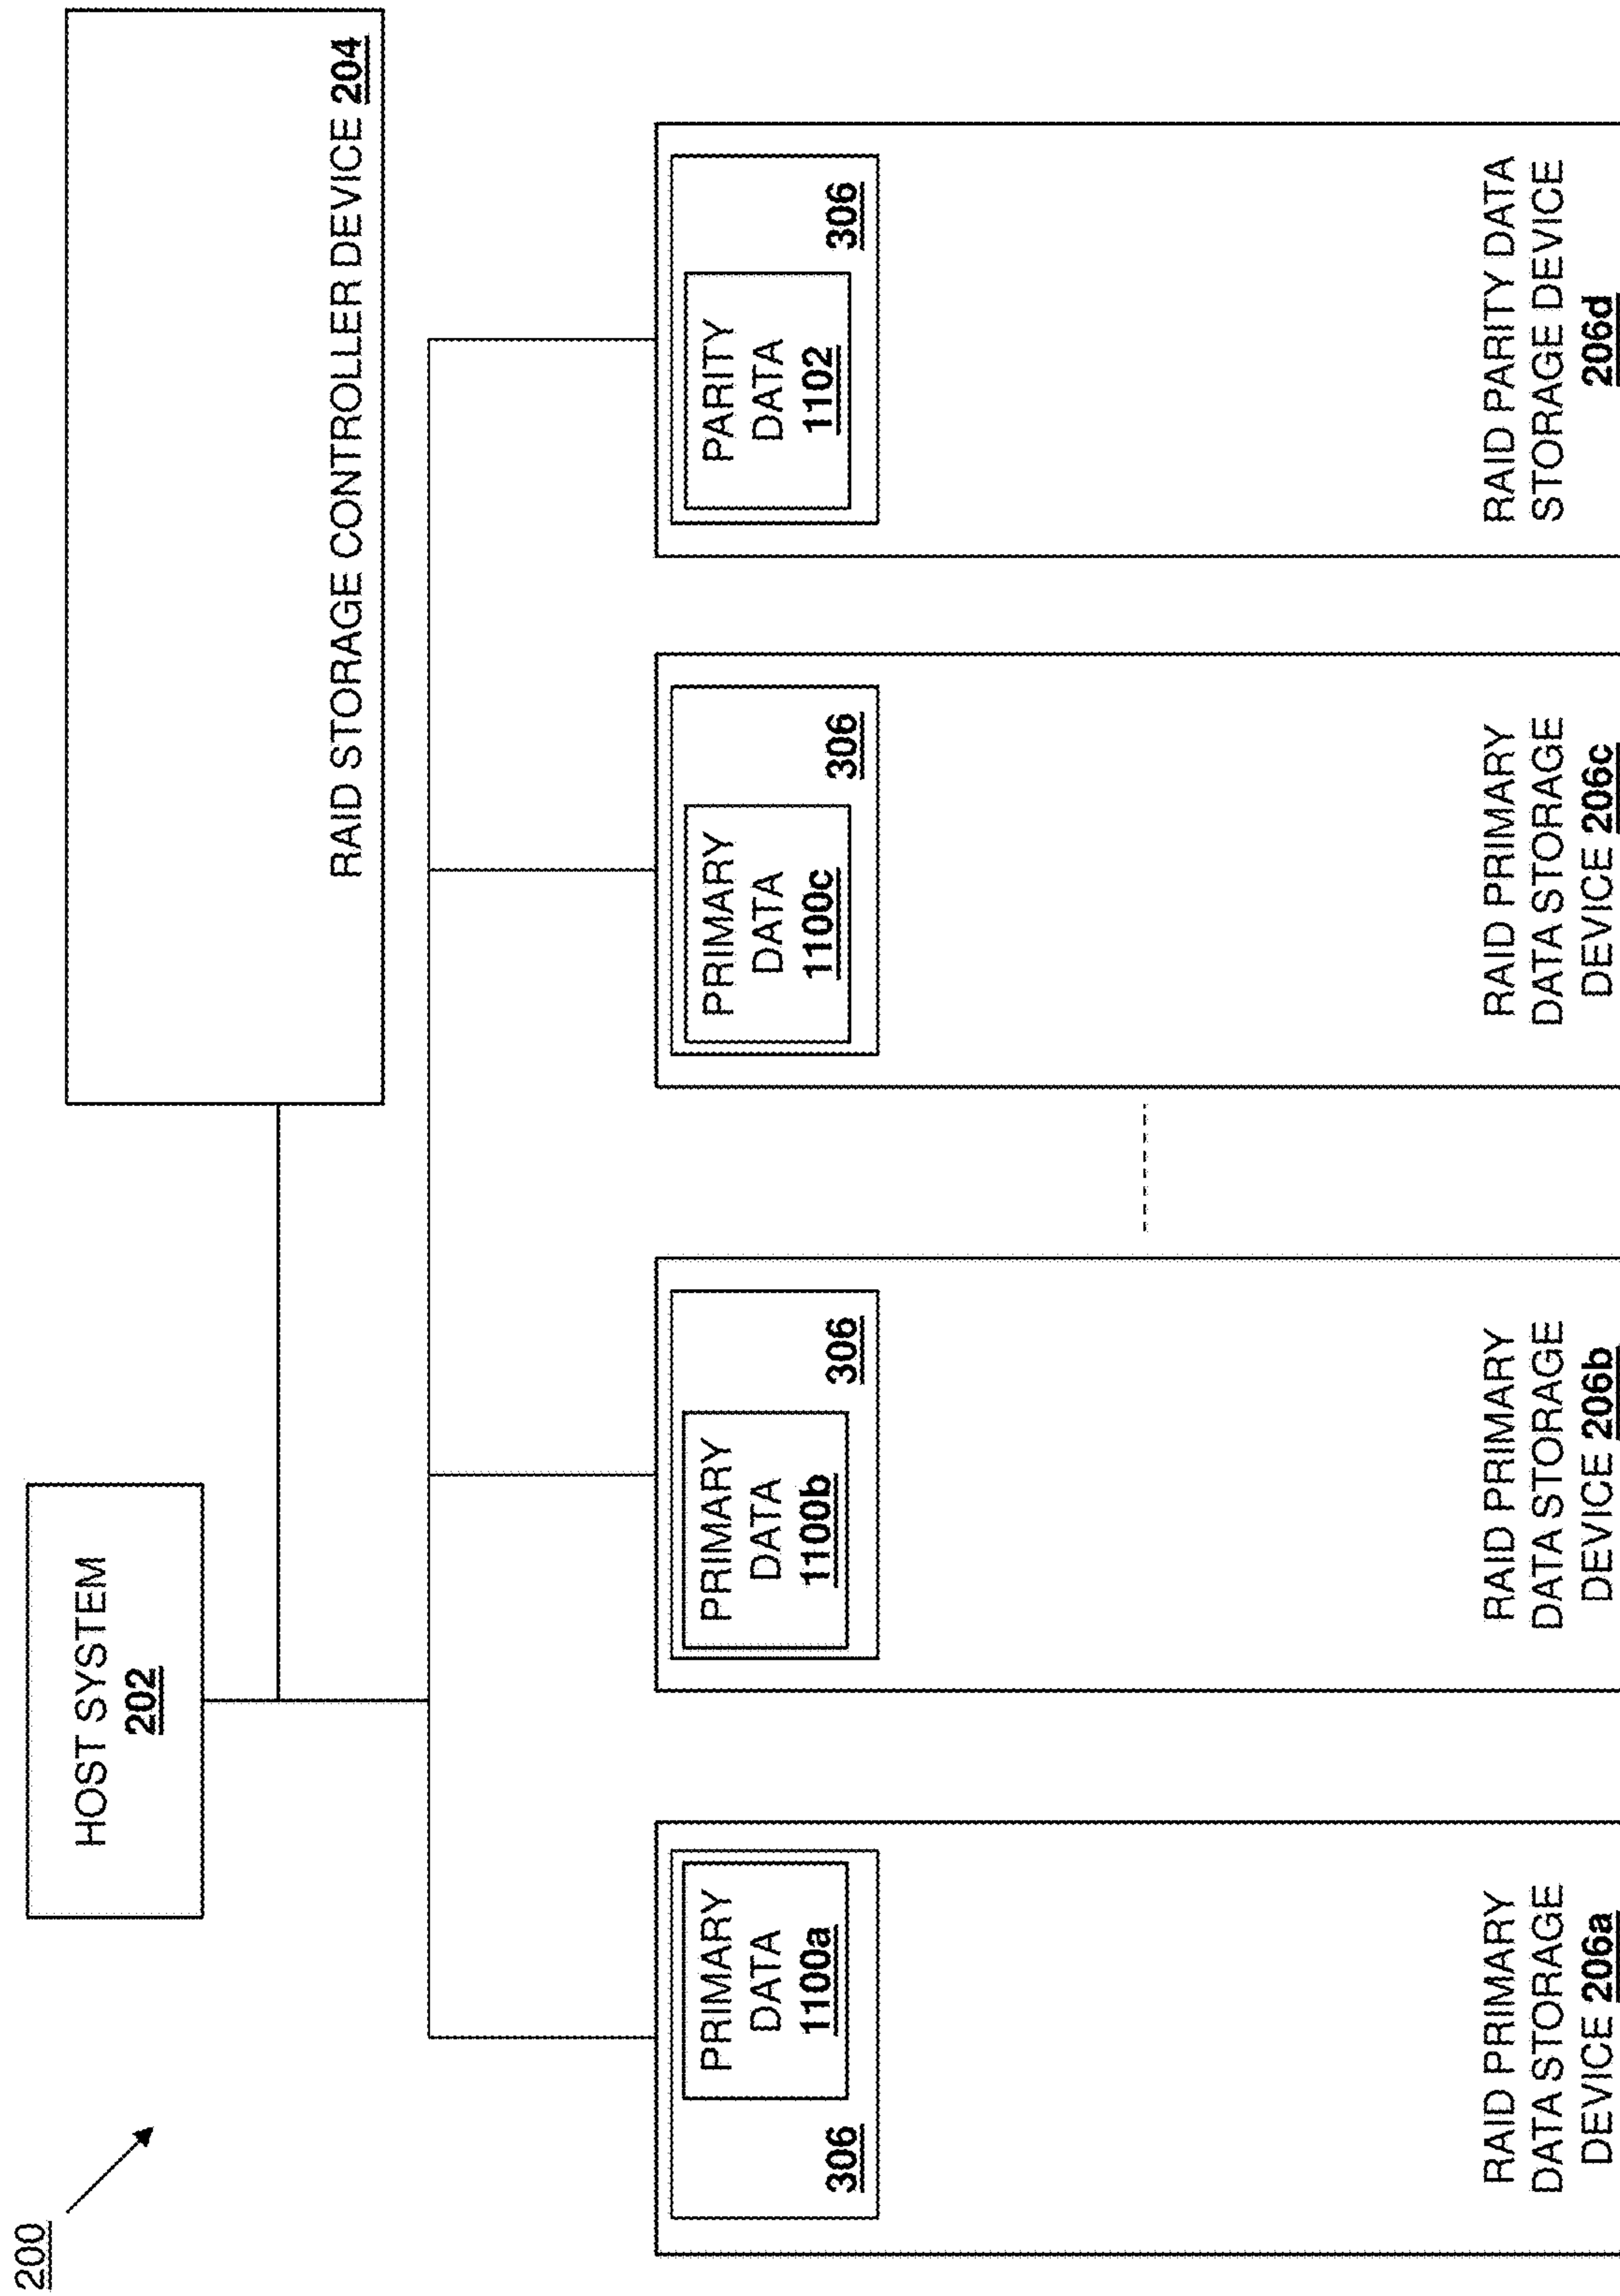 200
HOST SYSTEM
202
RAID STORAGE CONTROLLER DEVICE 204
PRIMARY
DATA
1100a
306
RAID PRIMARY
DATA STORAGE
DEVICE 206a
PRIMARY
DATA
1100b
306
RAID PRIMARY
DATA STORAGE
DEVICE 206b
PRIMARY
DATA
1100c
306
RAID PRIMARY
DATA STORAGE
DEVICE 206c
PARITY
DATA
1102
306
RAID PARITY DATA
STORAGE DEVICE
206d